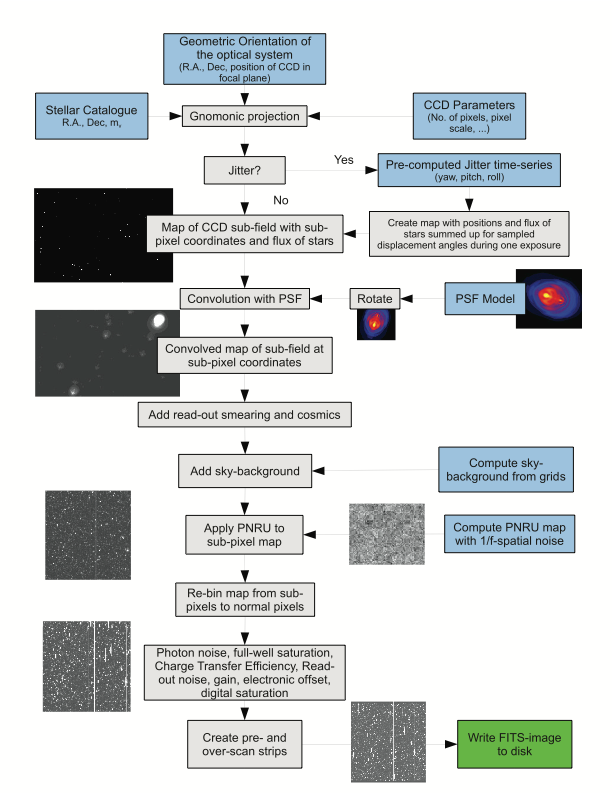 Geometric Orientation of
the optical system
(R.A., Dec, position of CCD in
focal plane)
Stellar Catalogue
R.A., Dec, m,
Gnomonic projection
CCD Parameters
(No. of pixels, pixel
scale, ...)
Jitter?
Yes
Pre-computed Jitter time-series
(yaw, pitch, roll)
No
Map of CCD sub-field with sub-
pixel coordinates and flux of stars
Create map with positions and flux of
stars summed up for sampled
displacement angles during one exposure
Convolution with PSF
Rotate
PSF Model
Convolved map of sub-field at
sub-pixel coordinates
Add read-out smearing and cosmics
Add sky-background
Compute sky-
background from grids
Apply PNRU to
sub-pixel map
Compute PNRU map
with 1/f-spatial noise
Re-bin map from sub-
pixels to normal pixels
Photon noise, full-well saturation,
Charge Transfer Efficiency, Read-
out noise, gain, electronic offset,
digital saturation
Create pre- and
over-scan strips
Write FITS-image
to disk